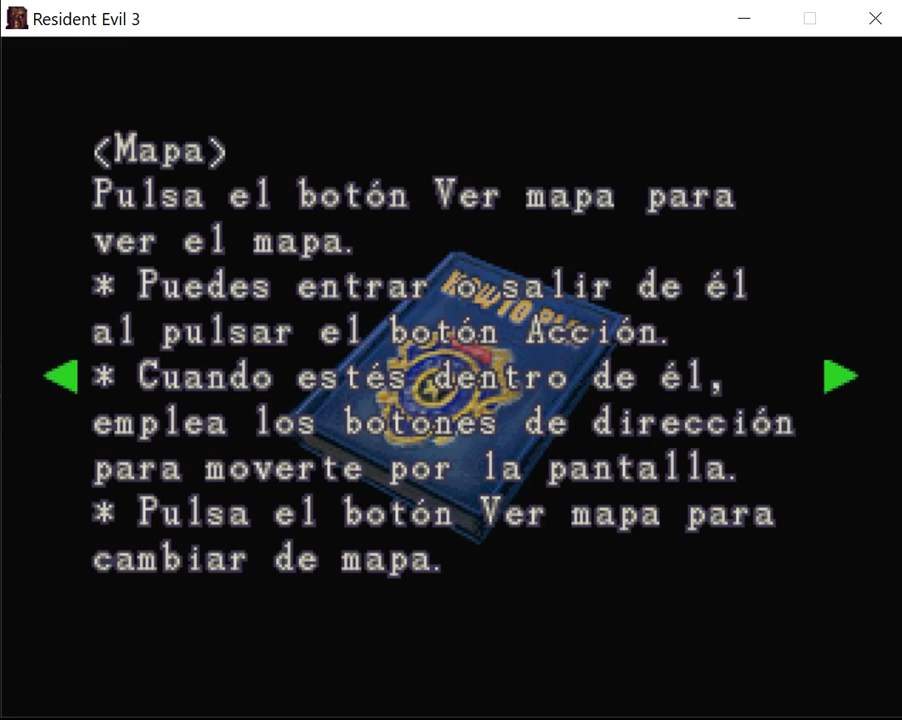 Resident Evil 3
<Mapa>
Pulsa el botón Ver mapa para
ver el mapa.
* Puedes entrar o salir de él
al pulsar el botón Acción.
* Cuando estés dentro de él,
emplea los botones de dirección
para moverte por la pantalla.
* Pulsa el botón Ver mapa para
cambiar de mapa.